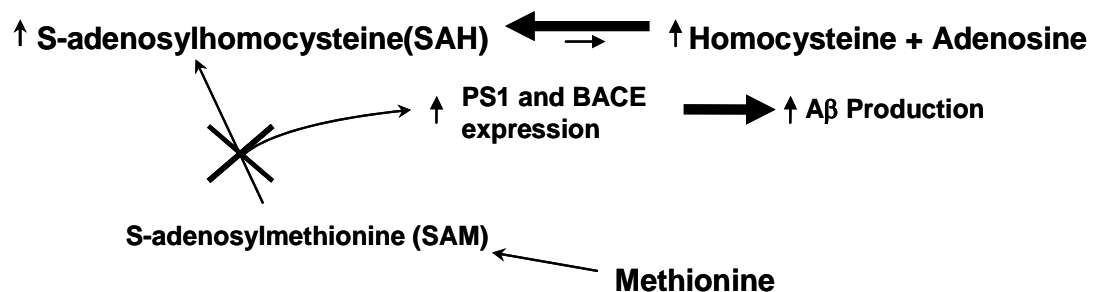 S-adenosylhomocysteine(SAH)
Homocysteine + Adenosine
PS1 and BACE
expression
Aβ Production
S-adenosylmethionine (SAM)
Methionine